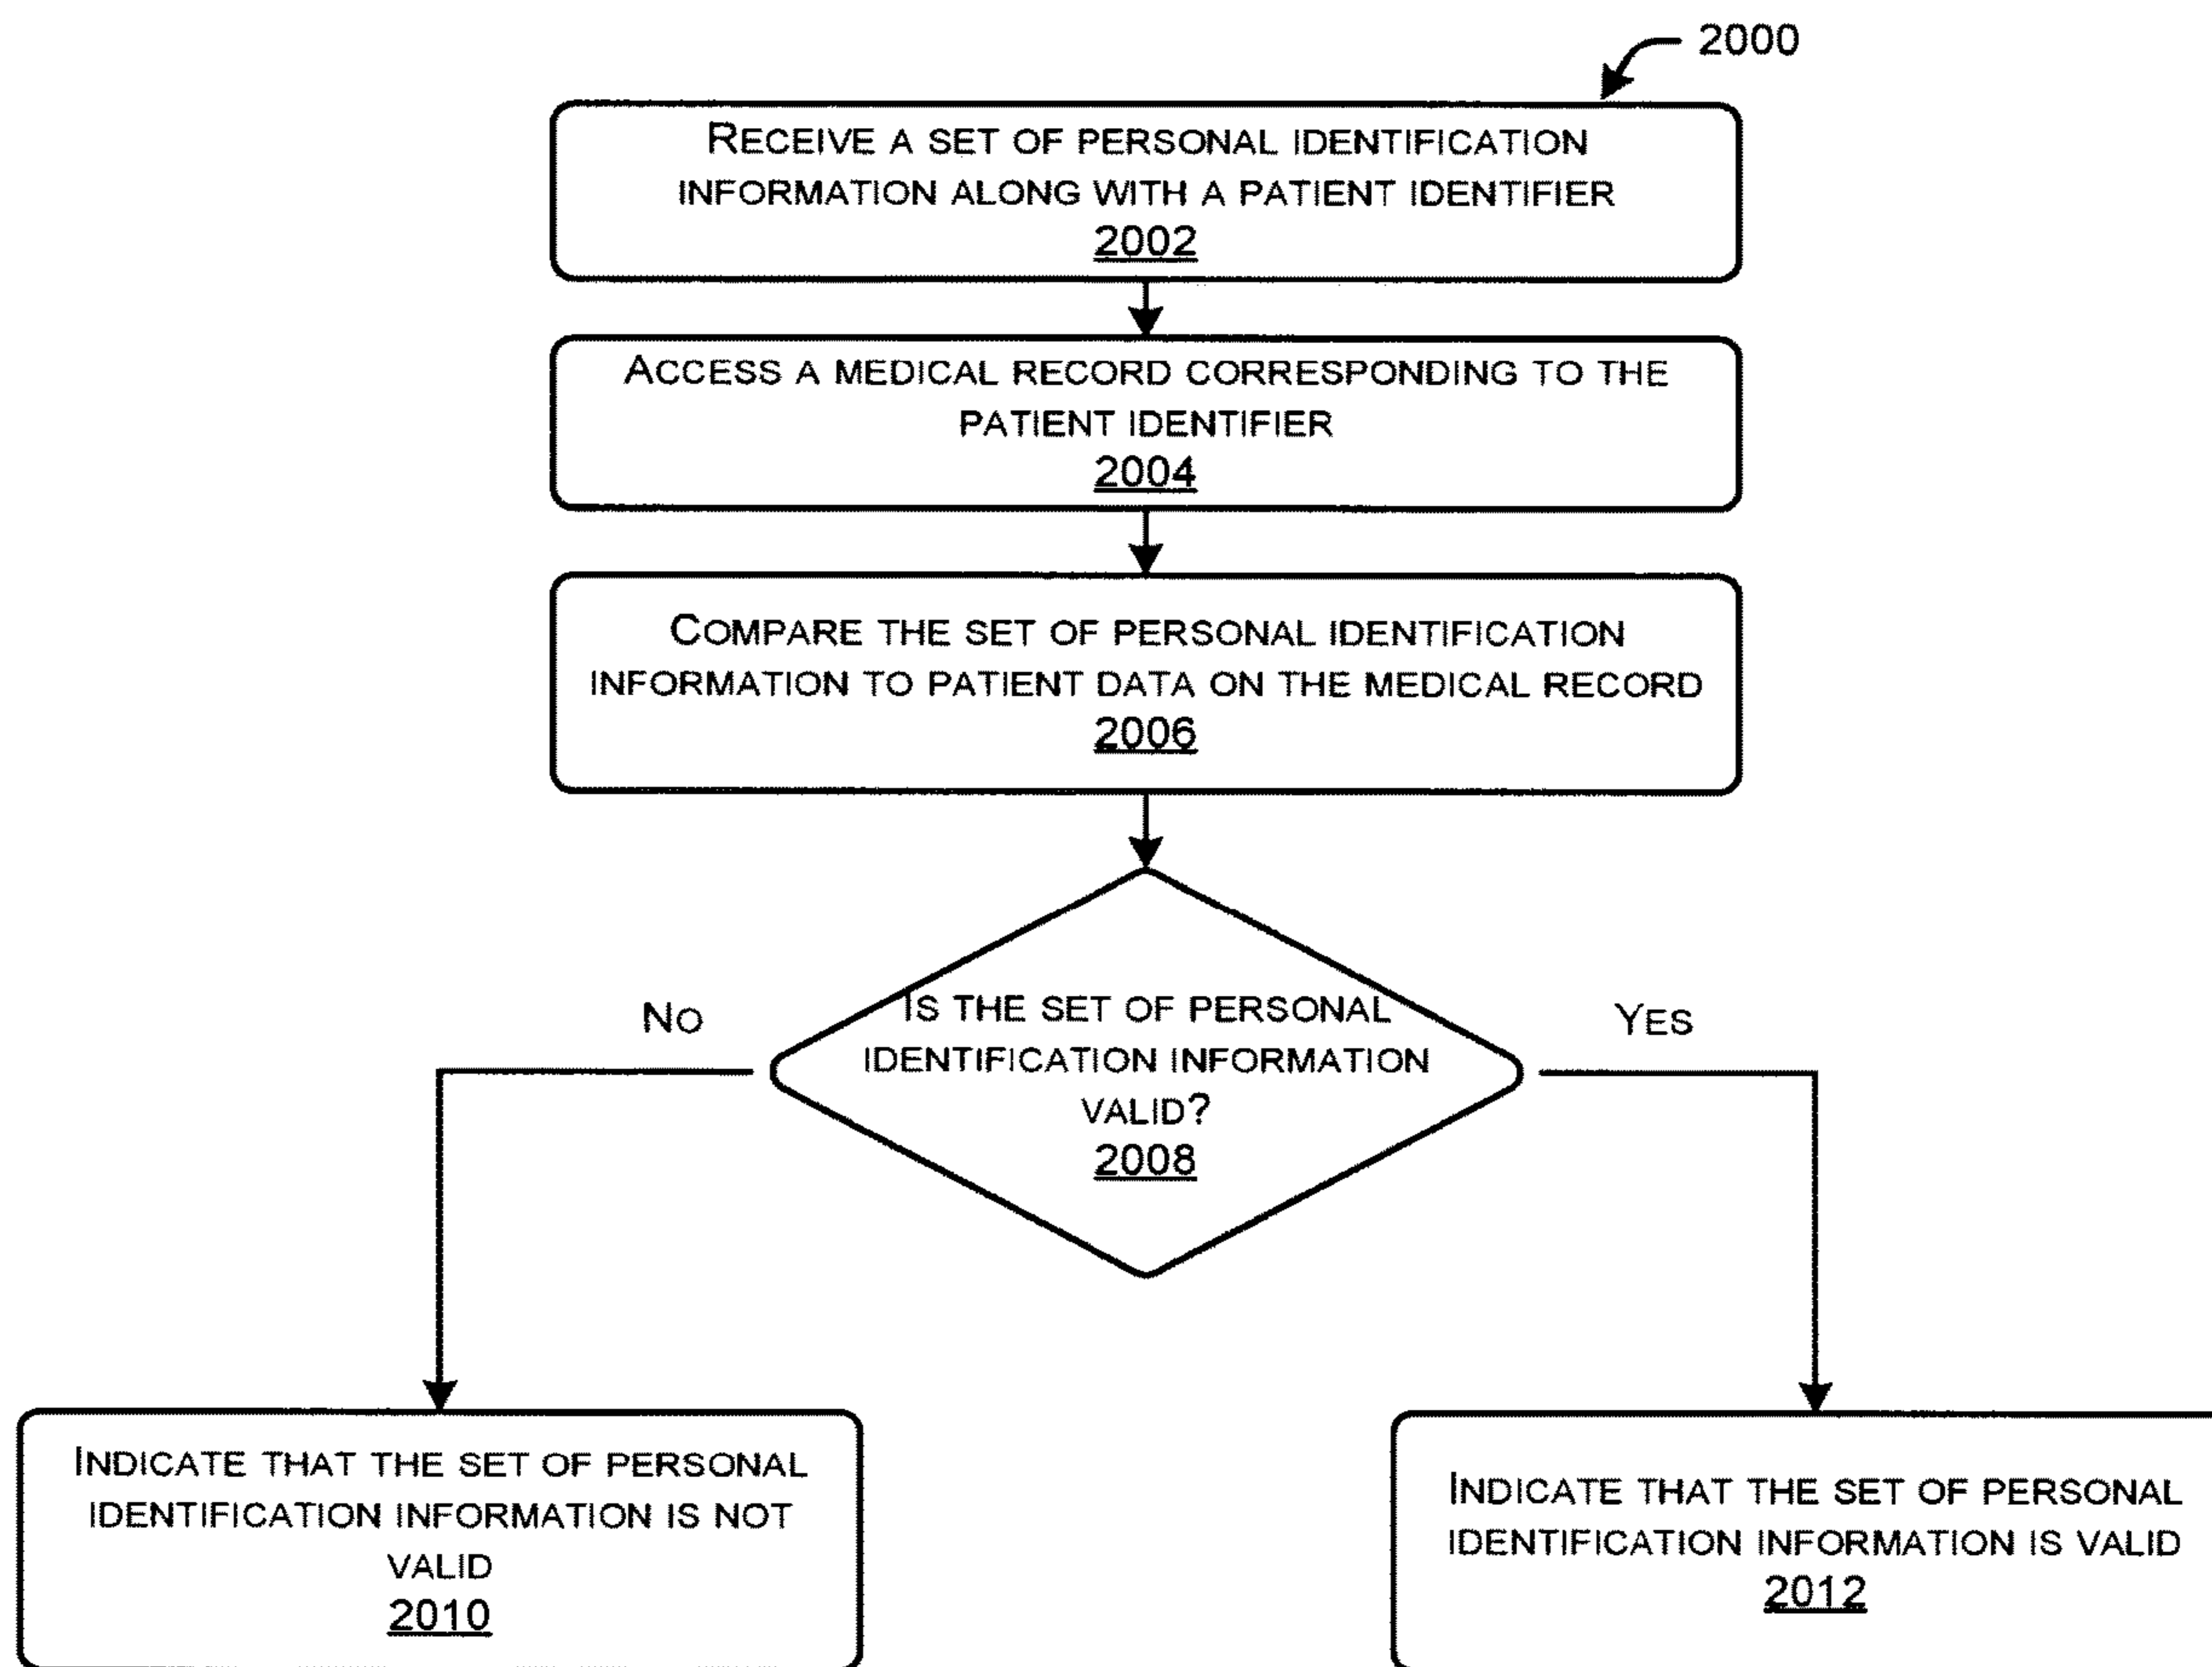 2000
RECEIVE A SET OF PERSONAL IDENTIFICATION
INFORMATION ALONG WITH A PATIENT IDENTIFIER
2002
ACCESS A MEDICAL RECORD CORRESPONDING TO THE
PATIENT IDENTIFIER
2004
COMPARE THE SET OF PERSONAL IDENTIFICATION
INFORMATION TO PATIENT DATA ON THE MEDICAL RECORD
2006
IS THE SET OF PERSONAL
IDENTIFICATION INFORMATION
VALID?
2008
NO
YES
INDICATE THAT THE SET OF PERSONAL
IDENTIFICATION INFORMATION IS NOT
VALID
2010
INDICATE THAT THE SET OF PERSONAL
IDENTIFICATION INFORMATION IS VALID
2012